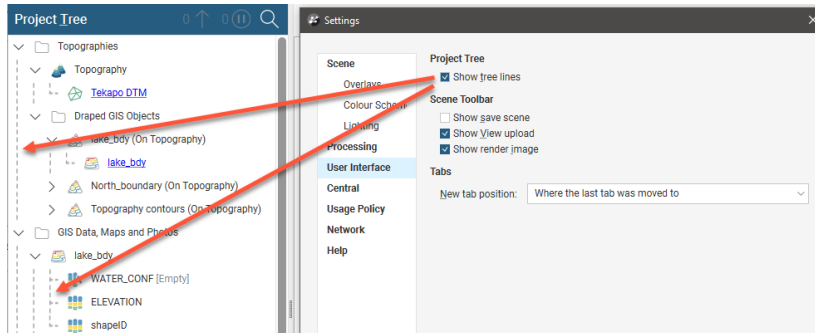 Project Tree
0
0
Topographies
Topography
Tekapo DTM
Draped GIS Objects
lake_bdy (On Topography)
lake_bdy
North_boundary (On Topography)
Topography contours (On Topography)
GIS Data, Maps and Photos
lake_bdy
WATER_CONF [Empty]
ELEVATION
shapeID
Settings
Scene
Overlays
Colour Schem
Lighting
Processing
User Interface
Central
Usage Policy
Network
Help
Project Tree
Show tree lines
Scene Toolbar
Show save scene
Show View upload
Show render image
Tabs
New tab position: Where the last tab was moved to